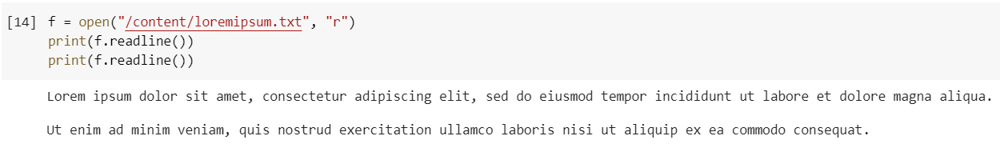 [14] f = open("/content/loremipsum.txt", "r")
print(f.readline())
print(f.readline())
Lorem ipsum dolor sit amet, consectetur adipiscing elit, sed do eiusmod tempor incididunt ut labore et dolore magna aliqua.
Ut enim ad minim veniam, quis nostrud exercitation ullamco laboris nisi ut aliquip ex ea commodo consequat.